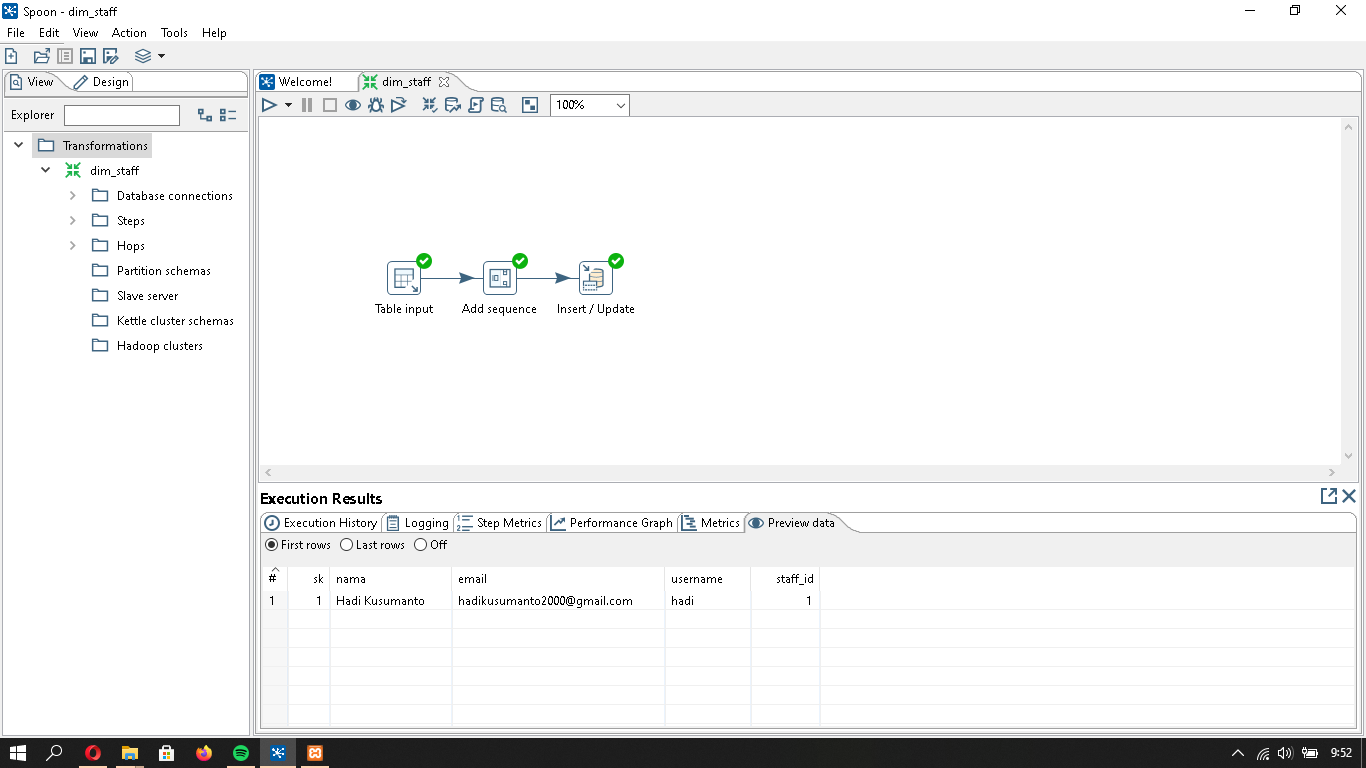 Spoon - dim_staff
File Edit View Action Tools Help
View Design
Explorer
Transformations
dim_staff
Database connections
Steps
Hops
Partition schemas
Slave server
Kettle cluster schemas
Hadoop clusters
Welcome! dim_staff
100%
Table input Add sequence Insert / Update
Execution Results
Execution History Logging Step Metrics Performance Graph Metrics Preview data
First rows Last rows Off
# sk nama email username staff_id
1 1 Hadi Kusumanto hadikusumanto2000@gmail.com hadi 1
9:52